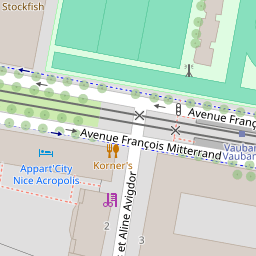 Stockfish
Avenue Franç
Avenue François Mitterrand
Vauban
Vauban
Appart'City
Nice Acropolis
Korner's
et Aline Avigdor
2
3